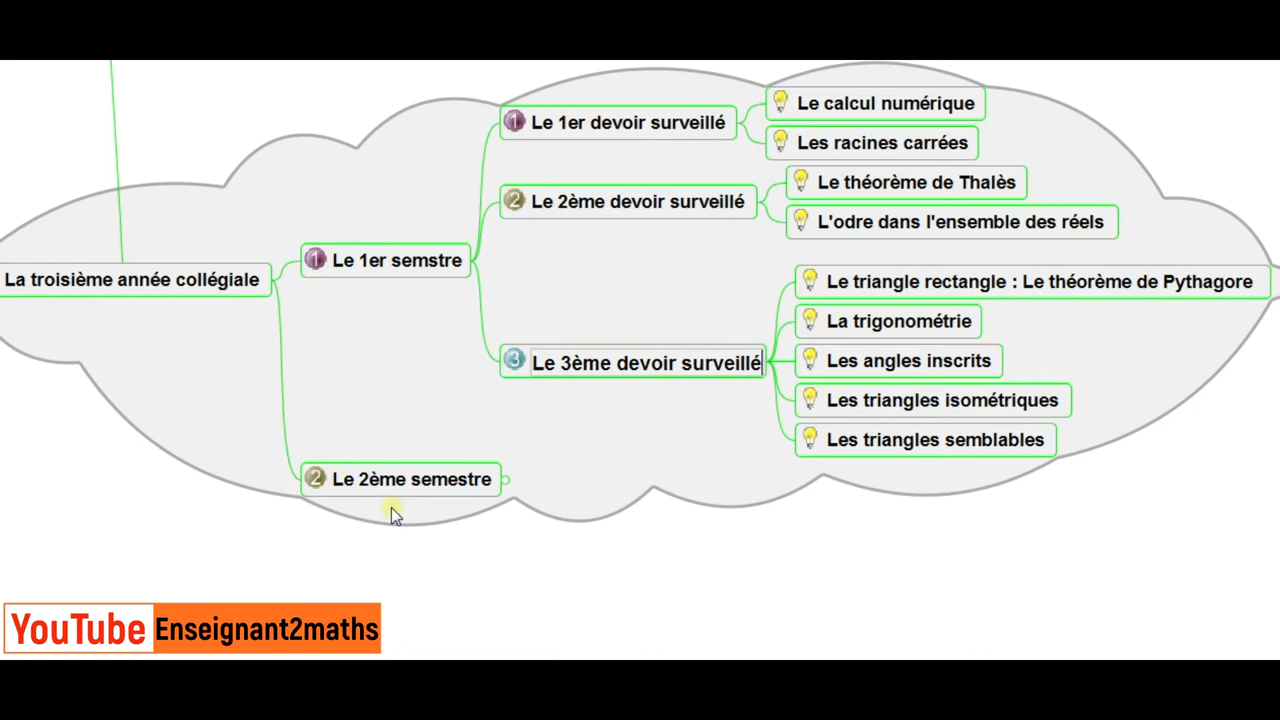 Le calcul numérique
Le 1er devoir surveillé
Les racines carrées
Le théorème de Thalès
Le 2ème devoir surveillé
L'odre dans l'ensemble des réels
Le 1er semstre
La troisième année collégiale
Le triangle rectangle : Le théorème de Pythagore
La trigonométrie
Le 3ème devoir surveillé
Les angles inscrits
Les triangles isométriques
Les triangles semblables
Le 2ème semestre
YouTube Enseignant2maths